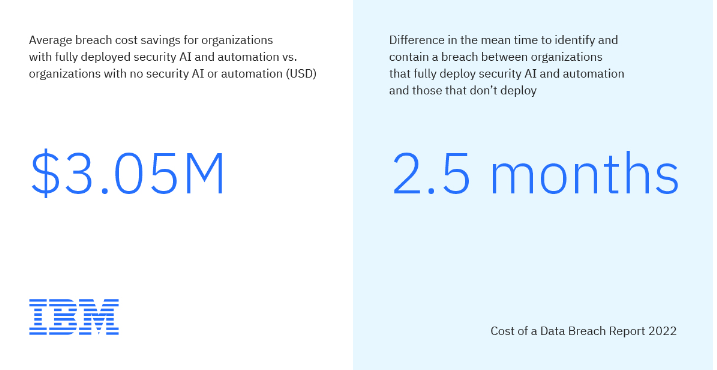 Average breach cost savings for organizations
with fully deployed security AI and automation vs.
organizations with no security AI or automation (USD)
$3.05M
IBM
Difference in the mean time to identify and
contain a breach between organizations
that fully deploy security AI and automation
and those that don't deploy
2.5 months
Cost of a Data Breach Report 2022